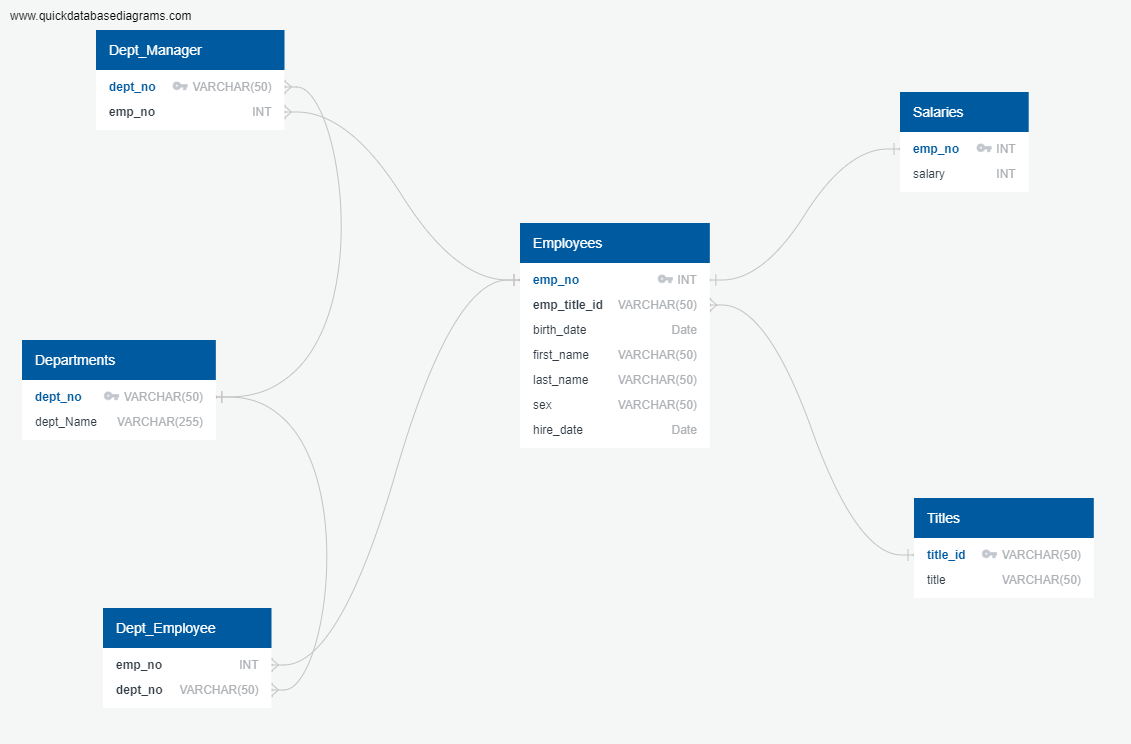 www.quickdatabasediagrams.com
Dept_Manager
dept_no VARCHAR(50)
emp_no INT
Salaries
emp_no INT
salary INT
Employees
emp_no INT
emp_title_id VARCHAR(50)
birth_date Date
first_name VARCHAR(50)
last_name VARCHAR(50)
sex VARCHAR(50)
hire_date Date
Departments
dept_no VARCHAR(50)
dept_Name VARCHAR(255)
Titles
title_id VARCHAR(50)
title VARCHAR(50)
Dept_Employee
emp_no INT
dept_no VARCHAR(50)